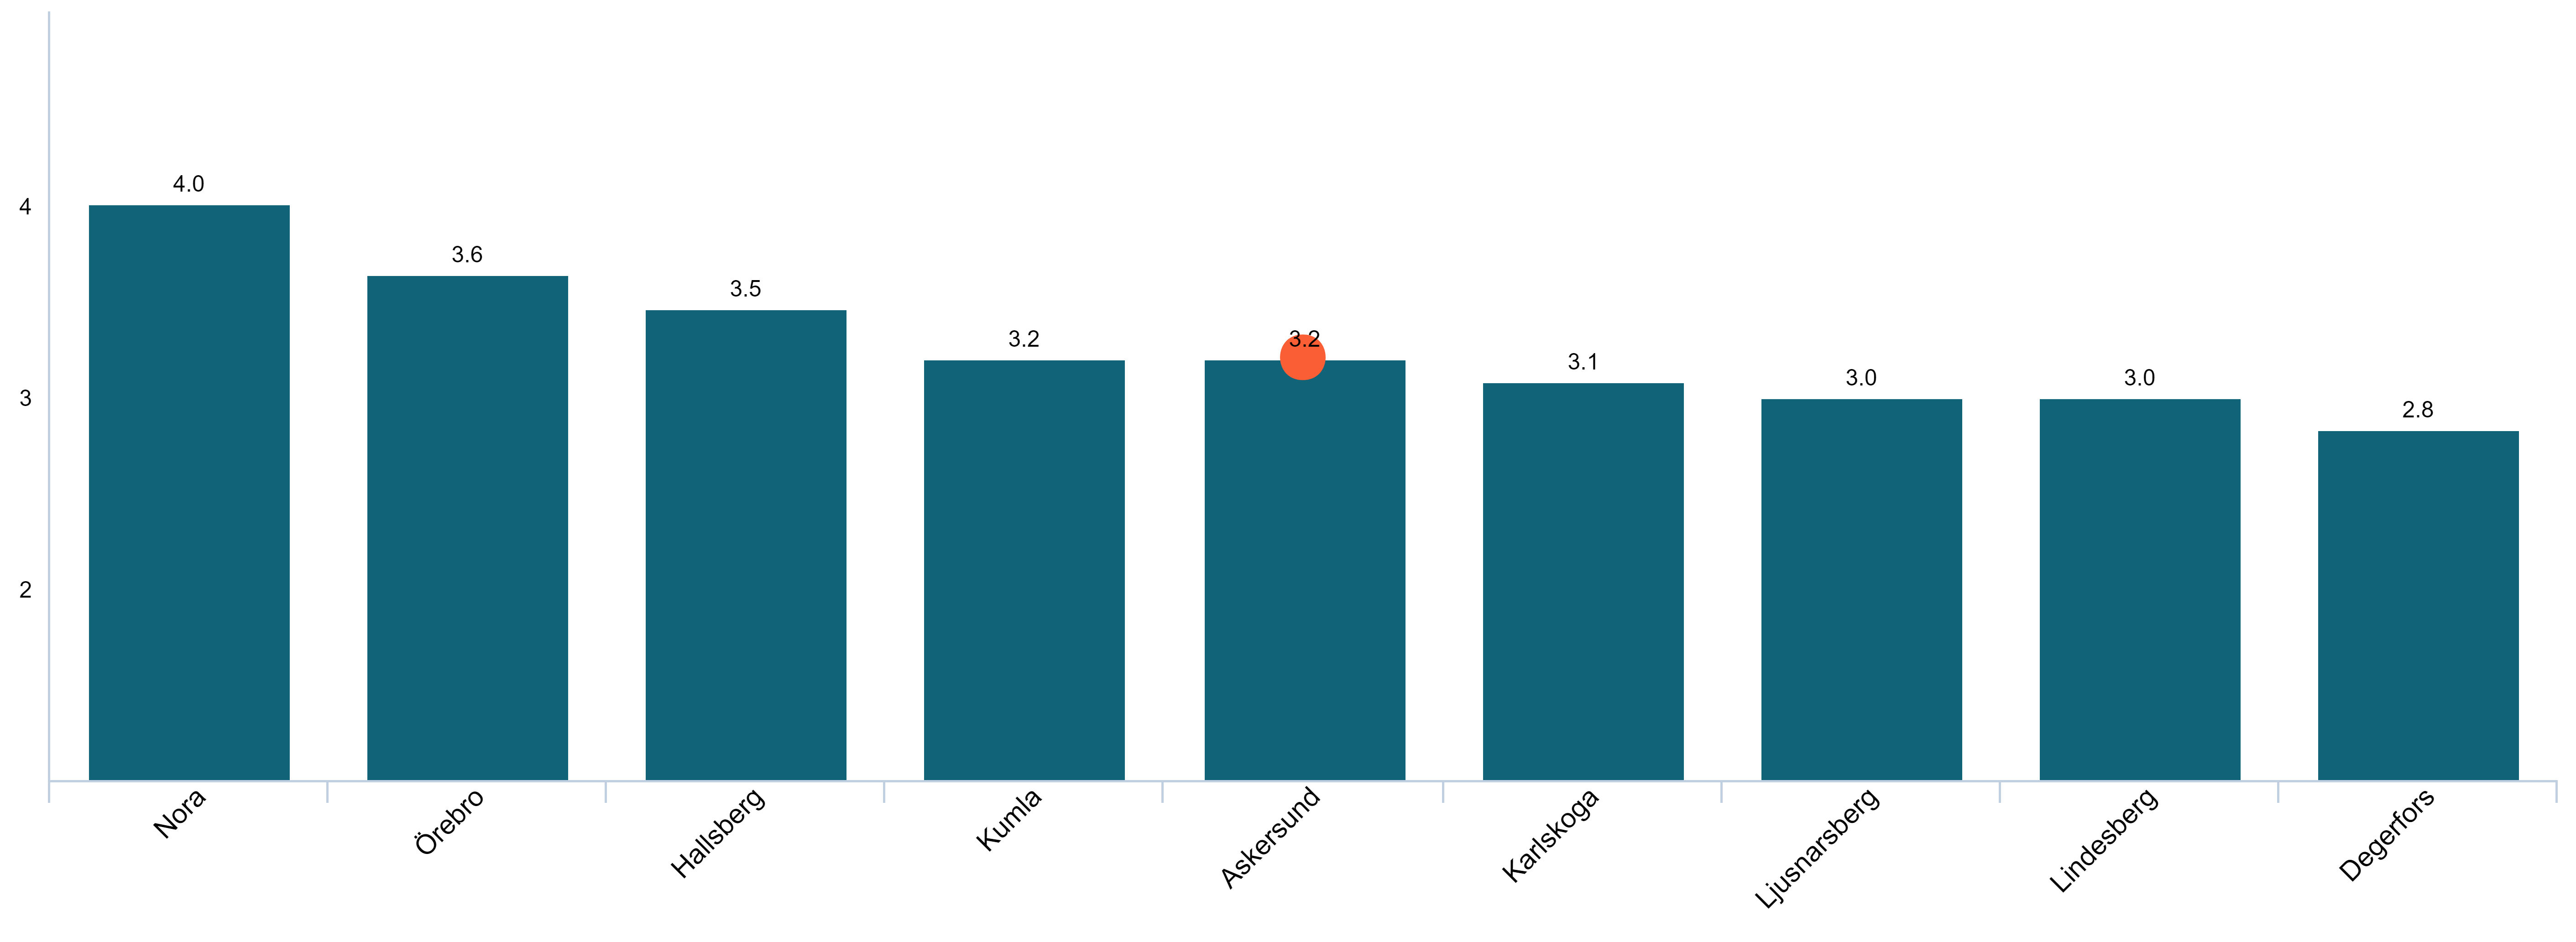 4.0
3.6
3.5
3.2
3.2
3.1
3.0
3.0
2.8
4
3
2
Nora
Örebro
Hallsberg
Kumla
Askersund
Karlskoga
Ljusnarsberg
Lindesberg
Degerfors